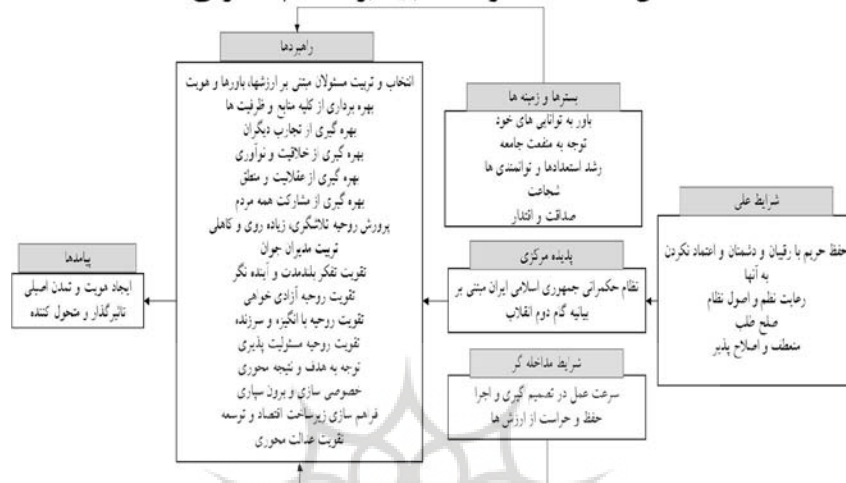 شرایط علی
حفظ حریم با رقیبان و دشمنان و اعتماد نکردن
به آنها
رعایت نظم و اصول نظام
صلح طلب
منعطف و اصلاح پذیر
بسترها و زمینه ها
باور به توانایی های خود
توجه به منفعت جامعه
رشد استعدادها و توانمندی ها
شجاعت
صداقت و اقتدار
پدیده مرکزی
نظام حکمرانی جمهوری اسلامی ایران مبتنی بر
بیانیه گام دوم انقلاب
شرایط مداخله گر
سرعت عمل در تصمیم گیری و اجرا
حفظ و حراست از ارزش ها
راهبردها
انتخاب و تربیت مسئولان مبتنی بر ارزشها، باورها و هویت
بهره برداری از کلیه منابع و ظرفیت ها
بهره گیری از تجارب دیگران
بهره گیری از خلاقیت و نوآوری
بهره گیری از عقلانیت و منطق
بهره گیری از مشارکت همه مردم
پرورش روحیه تلاشگری، زیاده روی و کاهلی
تربیت مدیران جوان
تقویت تفکر بلندمدت و آینده نگر
تقویت روحیه آزادی خواهی
تقویت روحیه با انگیزه و سرزنده
تقویت روحیه مسئولیت پذیری
توجه به هدف و نتیجه محوری
خصوصی سازی و برون سپاری
فراهم سازی زیرساخت اقتصاد و توسعه
تقویت عدالت محوری
پیامدها
ایجاد هویت و تمدن اصیلی
تاثیرگذار و متحول کننده